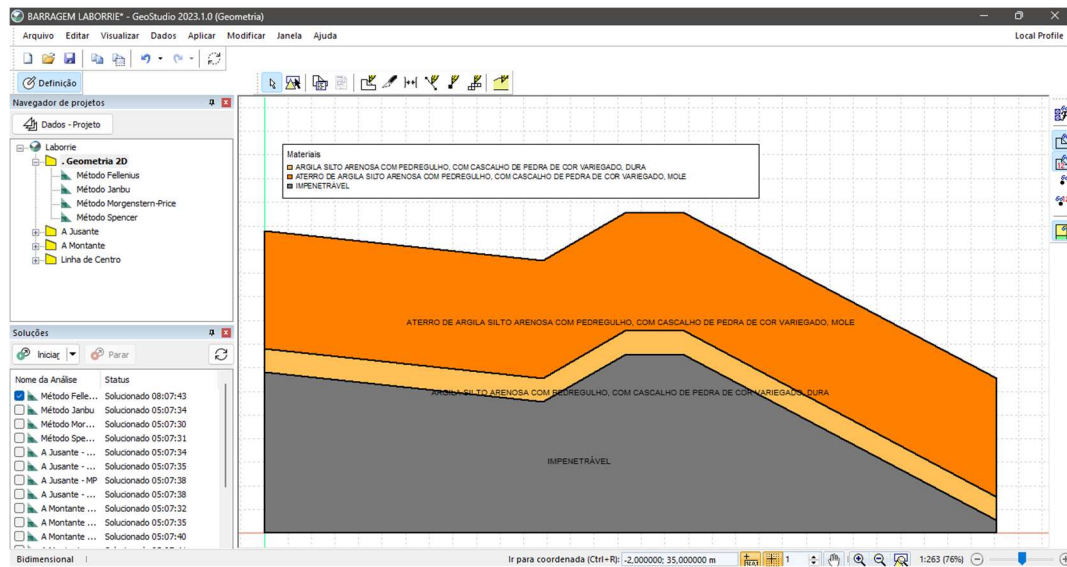 BARRAGEM LABORRIE* - GeoStudio 2023.1.0 (Geometria)
Arquivo Editar Visualizar Dados Aplicar Modificar Janela Ajuda
Local Profile
Definição
Navegador de projetos
Dados - Projeto
Laborrie
. Geometria 2D
Método Fellenius
Método Janbu
Método Morgenstern-Price
Método Spencer
A Jusante
A Montante
Linha de Centro
Soluções
Iniciar
Parar
Nome da Análise Status
Método Felle... Solucionado 08:07:43
Método Janbu Solucionado 05:07:34
Método Mor... Solucionado 05:07:30
Método Spe... Solucionado 05:07:31
A Jusante - ... Solucionado 05:07:34
A Jusante - ... Solucionado 05:07:35
A Jusante - MP Solucionado 05:07:38
A Jusante - ... Solucionado 05:07:38
A Montante ... Solucionado 05:07:32
A Montante ... Solucionado 05:07:35
A Montante ... Solucionado 05:07:40
Materiais
ARGILA SILTO ARENOSA COM PEDREGULHO, COM CASCALHO DE PEDRA DE COR VARIEGADO, DURA
ATERRO DE ARGILA SILTO ARENOSA COM PEDREGULHO, COM CASCALHO DE PEDRA DE COR VARIEGADO, MOLE
IMPENETRÁVEL
ATERRO DE ARGILA SILTO ARENOSA COM PEDREGULHO, COM CASCALHO DE PEDRA DE COR VARIEGADO, MOLE
ARGILA SILTO ARENOSA COM PEDREGULHO, COM CASCALHO DE PEDRA DE COR VARIEGADO, DURA
IMPENETRÁVEL
Bidimensional
Ir para coordenada (Ctrl+R): -2,000000; 35,000000 m
1
1:263 (76%)